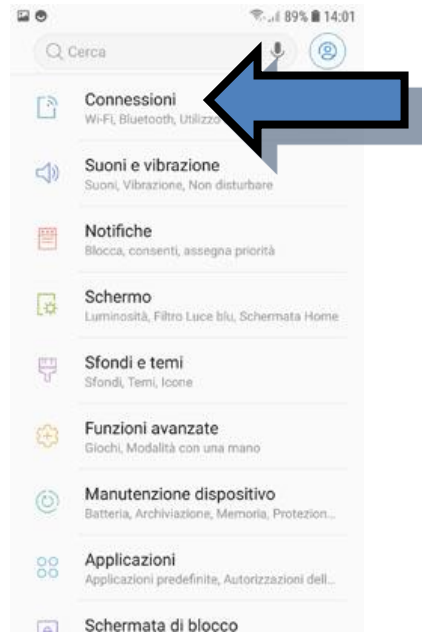 89% 14:01
Cerca
Connessioni
Wi-Fi, Bluetooth, Utilizzo
Suoni e vibrazione
Suoni, Vibrazione, Non disturbare
Notifiche
Blocca, consenti, assegna priorità
Schermo
Luminosità, Filtro Luce blu, Schermata Home
Sfondi e temi
Sfondi, Temi, Icone
Funzioni avanzate
Giochi, Modalità con una mano
Manutenzione dispositivo
Batteria, Archiviazione, Memoria, Protezion...
Applicazioni
Applicazioni predefinite, Autorizzazioni dell...
Schermata di blocco